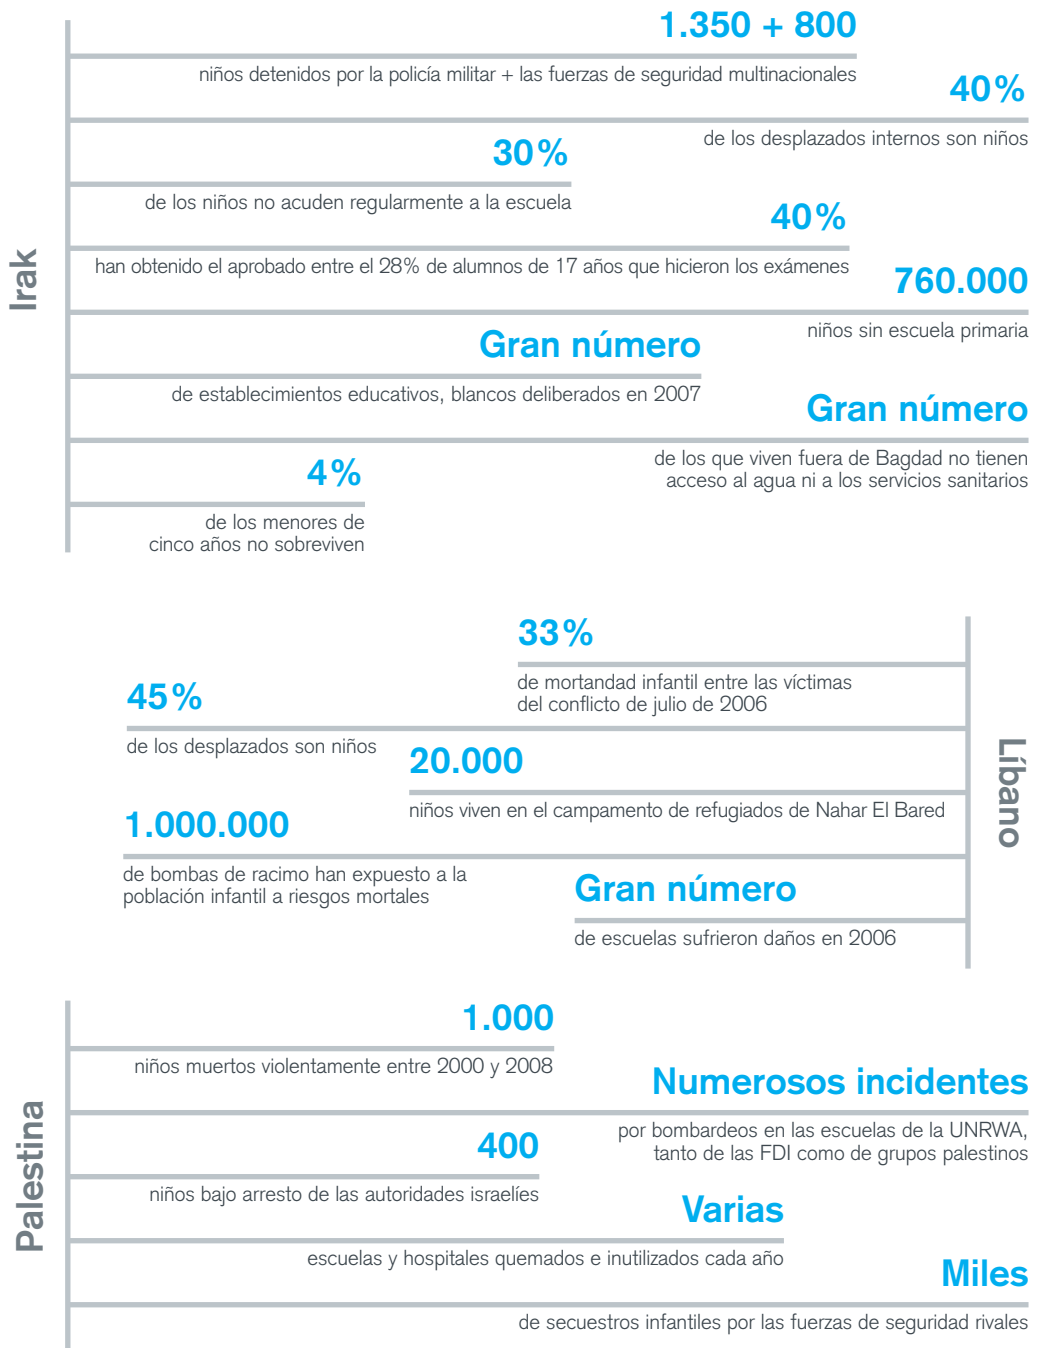 Irak
1.350 + 800
niños detenidos por la policía militar + las fuerzas de seguridad multinacionales
40%
de los desplazados internos son niños
30%
de los niños no acuden regularmente a la escuela
40%
han obtenido el aprobado entre el 28% de alumnos de 17 años que hicieron los exámenes
760.000
niños sin escuela primaria
Gran número
de establecimientos educativos, blancos deliberados en 2007
Gran número
de los que viven fuera de Bagdad no tienen
acceso al agua ni a los servicios sanitarios
4%
de los menores de
cinco años no sobreviven
Líbano
33%
de mortandad infantil entre las víctimas
del conflicto de julio de 2006
45%
de los desplazados son niños
20.000
niños viven en el campamento de refugiados de Nahar El Bared
1.000.000
de bombas de racimo han expuesto a la
población infantil a riesgos mortales
Gran número
de escuelas sufrieron daños en 2006
Palestina
1.000
niños muertos violentamente entre 2000 y 2008
Numerosos incidentes
por bombardeos en las escuelas de la UNRWA,
tanto de las FDI como de grupos palestinos
400
niños bajo arresto de las autoridades israelíes
Varias
escuelas y hospitales quemados e inutilizados cada año
Miles
de secuestros infantiles por las fuerzas de seguridad rivales